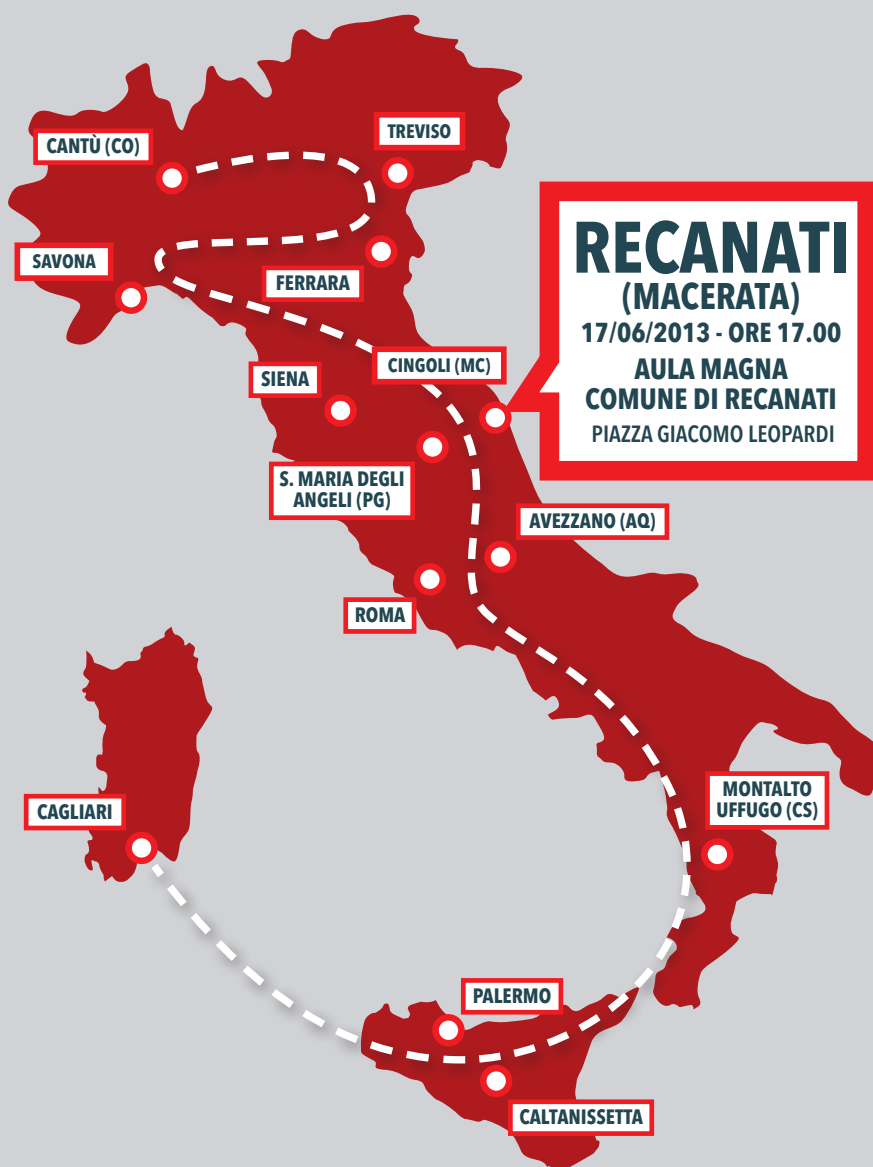 TREVISO
CANTÙ (CO)
SAVONA
FERRARA
RECANATI
(MACERATA)
17/06/2013 - ORE 17.00
AULA MAGNA
COMUNE DI RECANATI
PIAZZA GIACOMO LEOPARDI
CINGOLI (MC)
SIENA
S. MARIA DEGLI
ANGELI (PG)
AVEZZANO (AQ)
ROMA
CAGLIARI
MONTALTO
UFFUGO (CS)
PALERMO
CALTANISSETTA